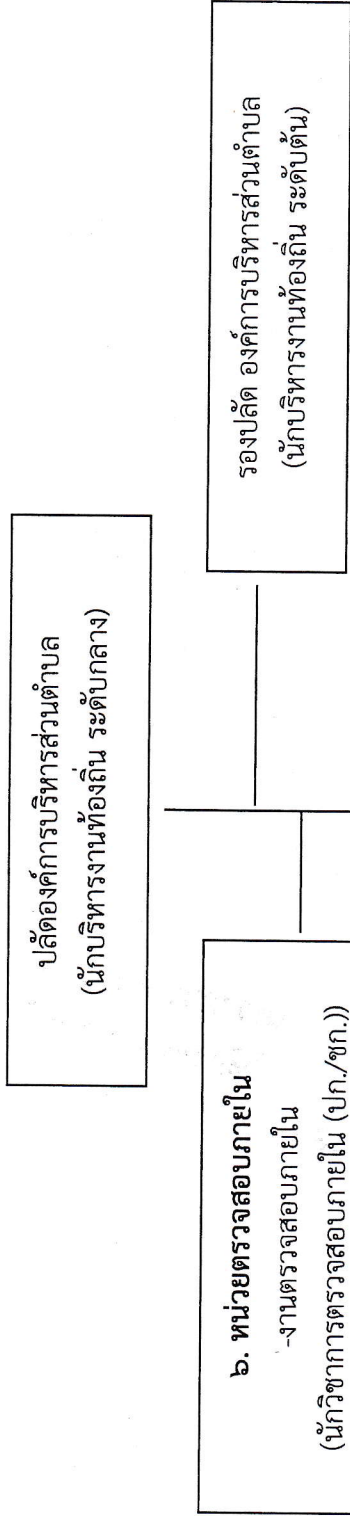 ปลัดองค์การบริหารส่วนตำบล
(นักบริหารงานท้องถิ่น ระดับกลาง)
รองปลัด องค์การบริหารส่วนตำบล
(นักบริหารงานท้องถิ่น ระดับต้น)
๖. หน่วยตรวจสอบภายใน
-งานตรวจสอบภายใน
(นักวิชาการตรวจสอบภายใน (ปก./ชก.))